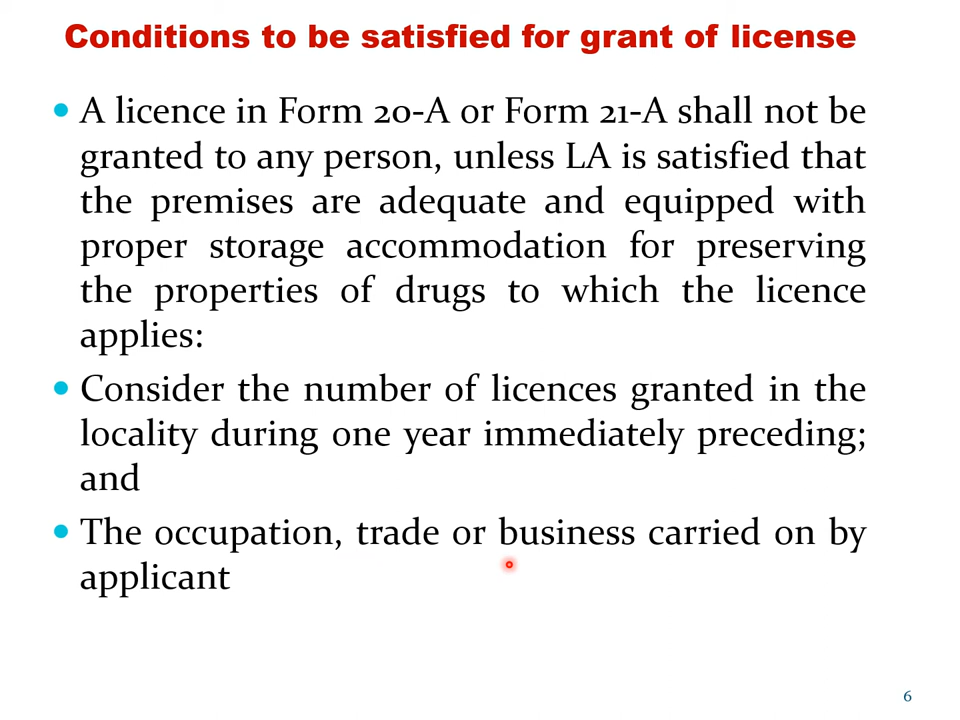 Conditions to be satisfied for grant of license
• A licence in Form 20-A or Form 21-A shall not be
granted to any person, unless LA is satisfied that
the premises are adequate and equipped with
proper storage accommodation for preserving
the properties of drugs to which the licence
applies:
• Consider the number of licences granted in the
locality during one year immediately preceding;
and
• The occupation, trade or business carried on by
applicant
6